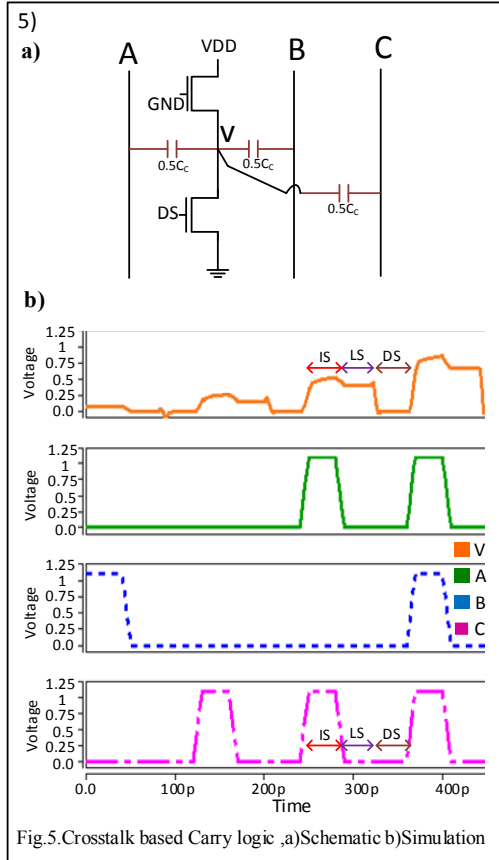 5)
a)
A
VDD
B
C
GND
V
0.5C_C
0.5C_C
0.5C_C
DS
b)
Voltage
1.25
1
0.75
0.5
0.25
0.0
IS
LS
DS
Voltage
1.25
1
0.75
0.5
0.25
0.0
V
A
B
C
Voltage
1.25
1
0.75
0.5
0.25
0.0
Voltage
1.25
1
0.75
0.5
0.25
0.0
IS
LS
DS
0.0 100p 200p 300p 400p
Time
Fig.5.Crosstalk based Carry logic ,a)Schematic b)Simulation